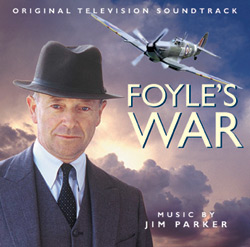 ORIGINAL TELEVISION SOUNDTRACK
FOYLE'S
WAR
MUSIC BY
JIM PARKER